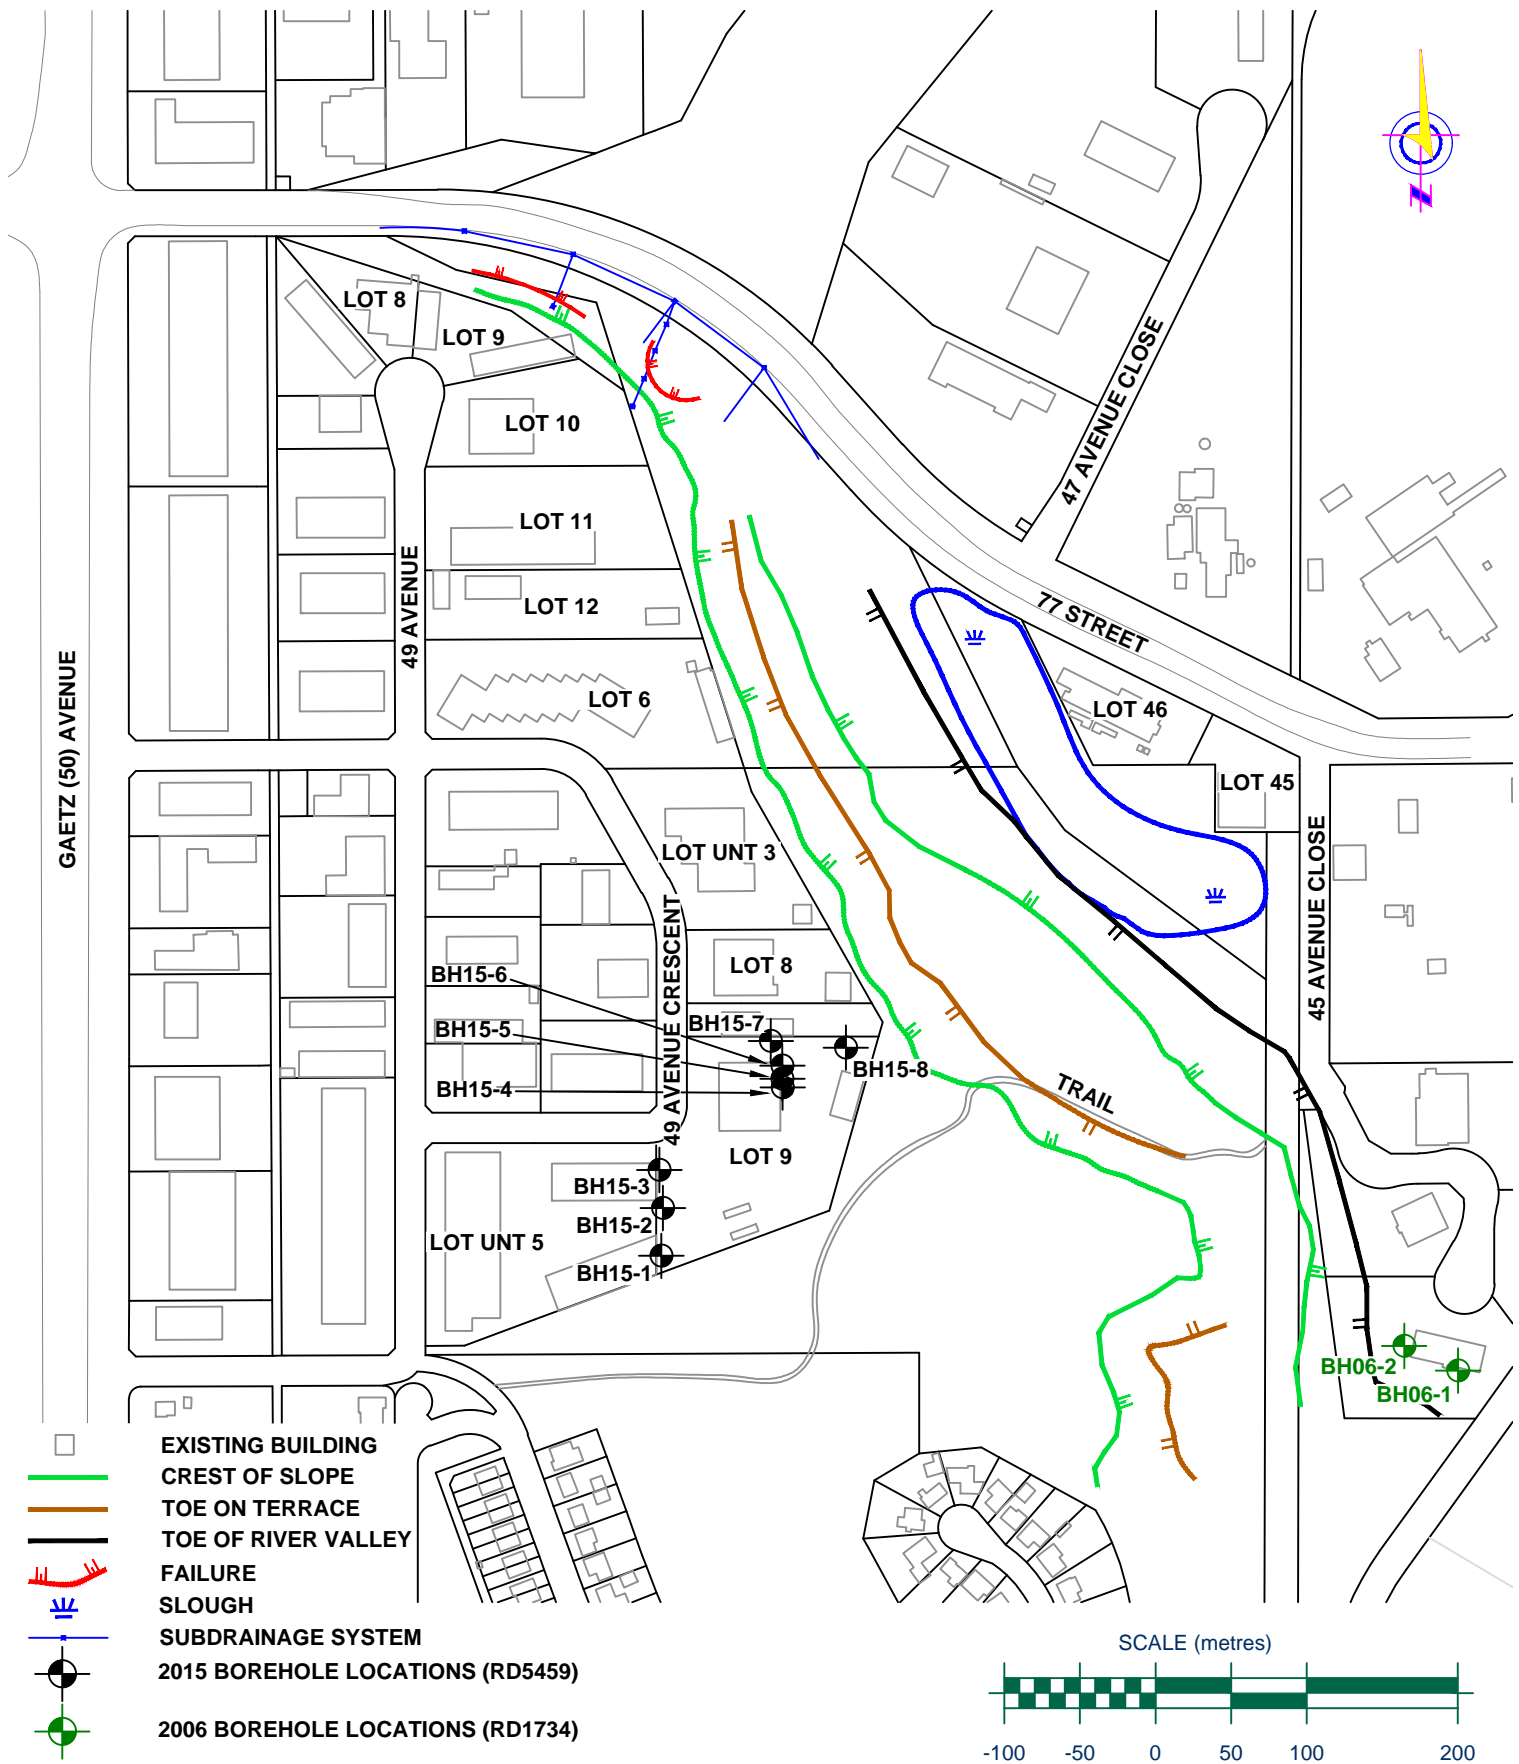 N
LOT 8
LOT 9
LOT 10
LOT 11
LOT 12
LOT 6
49 AVENUE
GAETZ (50) AVENUE
47 AVENUE CLOSE
77 STREET
LOT 46
LOT 45
45 AVENUE CLOSE
LOT UNT 3
49 AVENUE CRESCENT
LOT 8
BH15-6
BH15-5
BH15-4
BH15-7
BH15-8
TRAIL
LOT 9
BH15-3
BH15-2
BH15-1
LOT UNT 5
BH06-2
BH06-1
EXISTING BUILDING
CREST OF SLOPE
TOE ON TERRACE
TOE OF RIVER VALLEY
FAILURE
SLOUGH
SUBDRAINAGE SYSTEM
2015 BOREHOLE LOCATIONS (RD5459)
2006 BOREHOLE LOCATIONS (RD1734)
SCALE (metres)
-100 -50 0 50 100 200